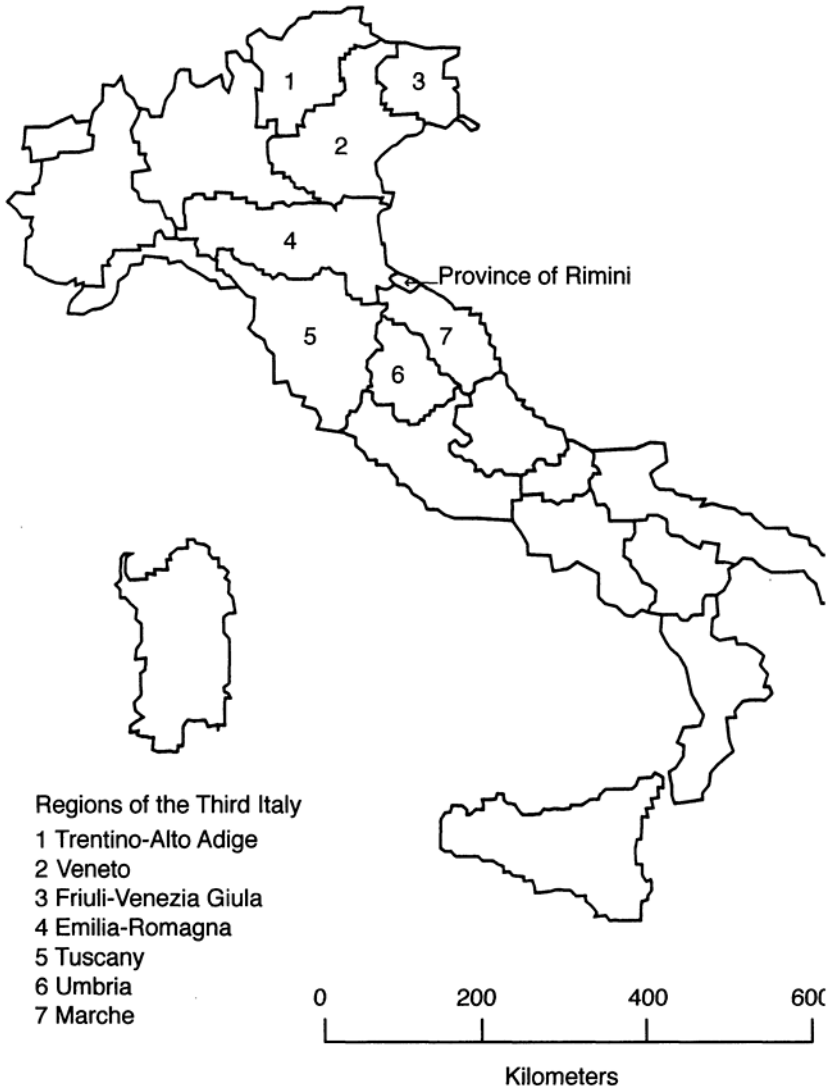 1
3
2
4
Province of Rimini
5
7
6
Regions of the Third Italy
1 Trentino-Alto Adige
2 Veneto
3 Friuli-Venezia Giula
4 Emilia-Romagna
5 Tuscany
6 Umbria
7 Marche
0 200 400 600
Kilometers